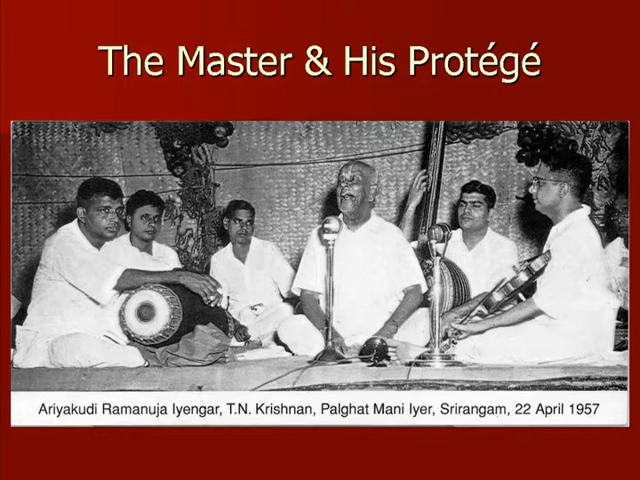 The Master & His Protégé
Ariyakudi Ramanuja Iyengar, T.N. Krishnan, Palghat Mani Iyer, Srirangam, 22 April 1957